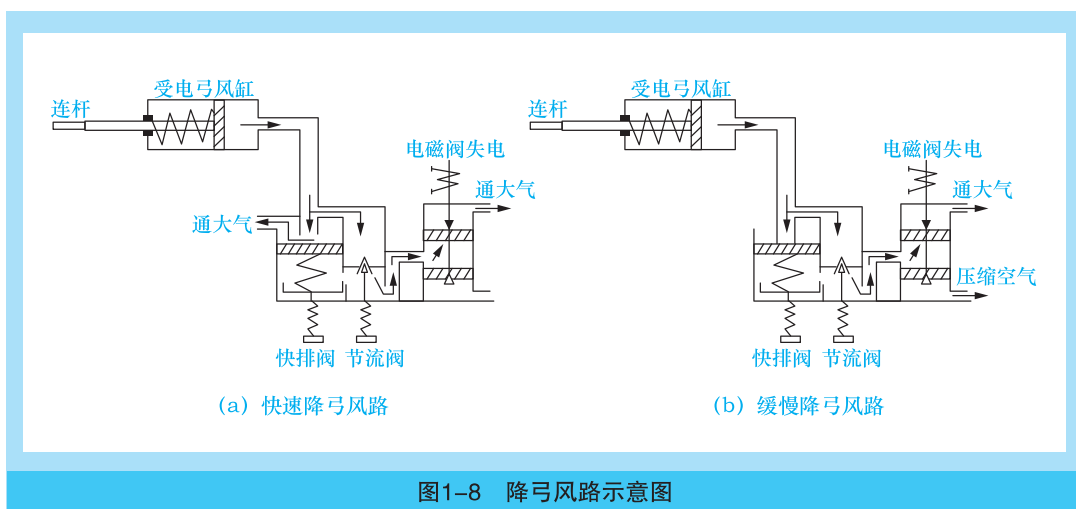 受电弓风缸
连杆
电磁阀失电
通大气
通大气
快排阀 节流阀
(a) 快速降弓风路
受电弓风缸
连杆
电磁阀失电
通大气
压缩空气
快排阀 节流阀
(b) 缓慢降弓风路
图1-8 降弓风路示意图